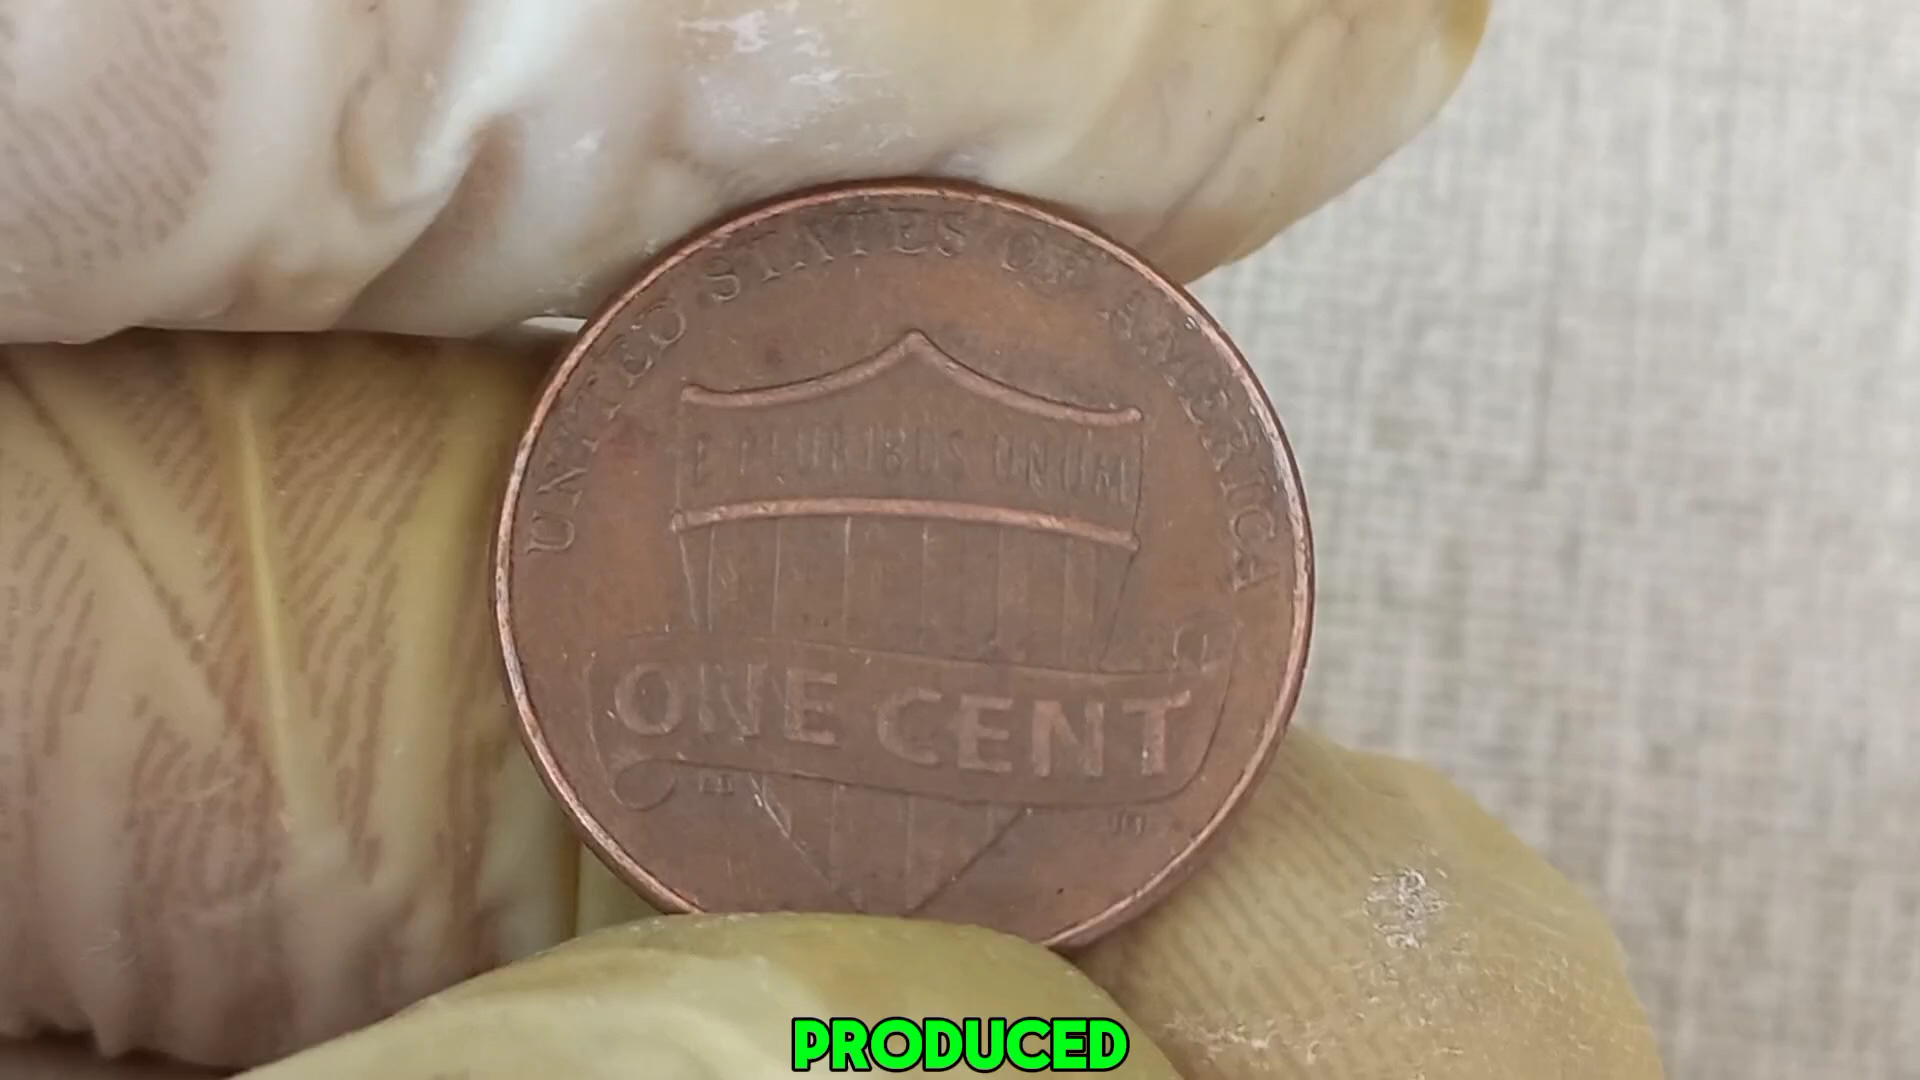 UNITED STATES OF AMERICA
E PLURIBUS UNUM
ONE CENT
PRODUCED